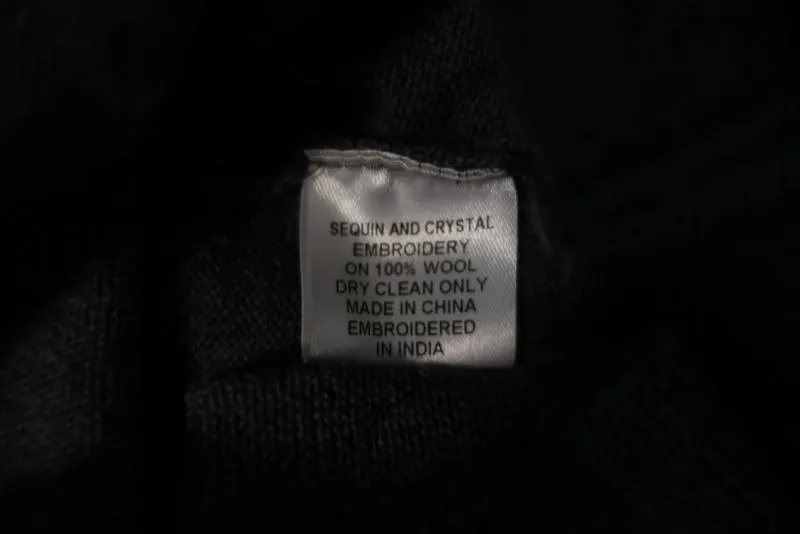 SEQUIN AND CRYSTAL
EMBROIDERY
ON 100% WOOL
DRY CLEAN ONLY
MADE IN CHINA
EMBROIDERED
IN INDIA